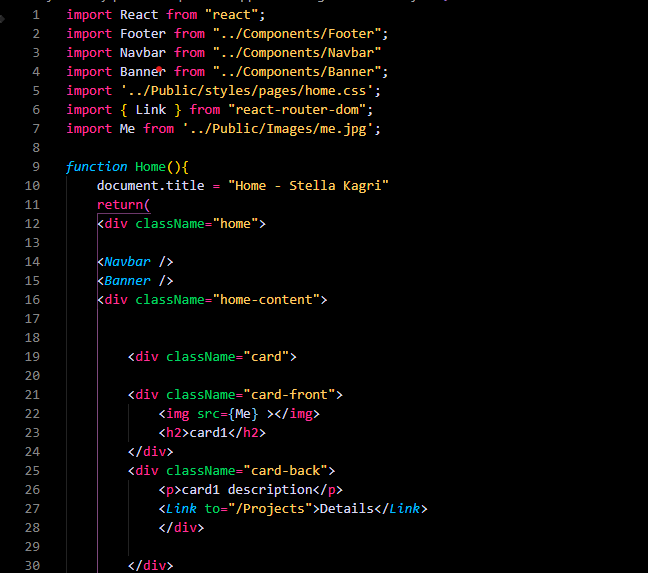 1 import React from "react";
2 import Footer from "../Components/Footer";
3 import Navbar from "../Components/Navbar"
4 import Banner from "../Components/Banner";
5 import '../Public/styles/pages/home.css';
6 import { Link } from "react-router-dom";
7 import Me from '../Public/Images/me.jpg';
8
9 function Home(){
10 document.title = "Home - Stella Kagri"
11 return(
12 <div className="home">
13
14 <Navbar />
15 <Banner />
16 <div className="home-content">
17
18
19 <div className="card">
20
21 <div className="card-front">
22 <img src={Me} ></img>
23 <h2>card1</h2>
24 </div>
25 <div className="card-back">
26 <p>card1 description</p>
27 <Link to="/Projects">Details</Link>
28 </div>
29
30 </div>